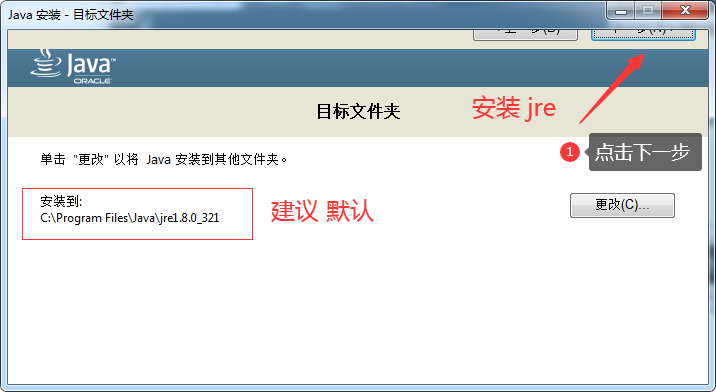 Java 安装 - 目标文件夹
Java
ORACLE
目标文件夹
安装 jre
单击 "更改" 以将 Java 安装到其他文件夹。
1 点击下一步
安装到:
C:\Program Files\Java\jre1.8.0_321
建议 默认
更改(C)...